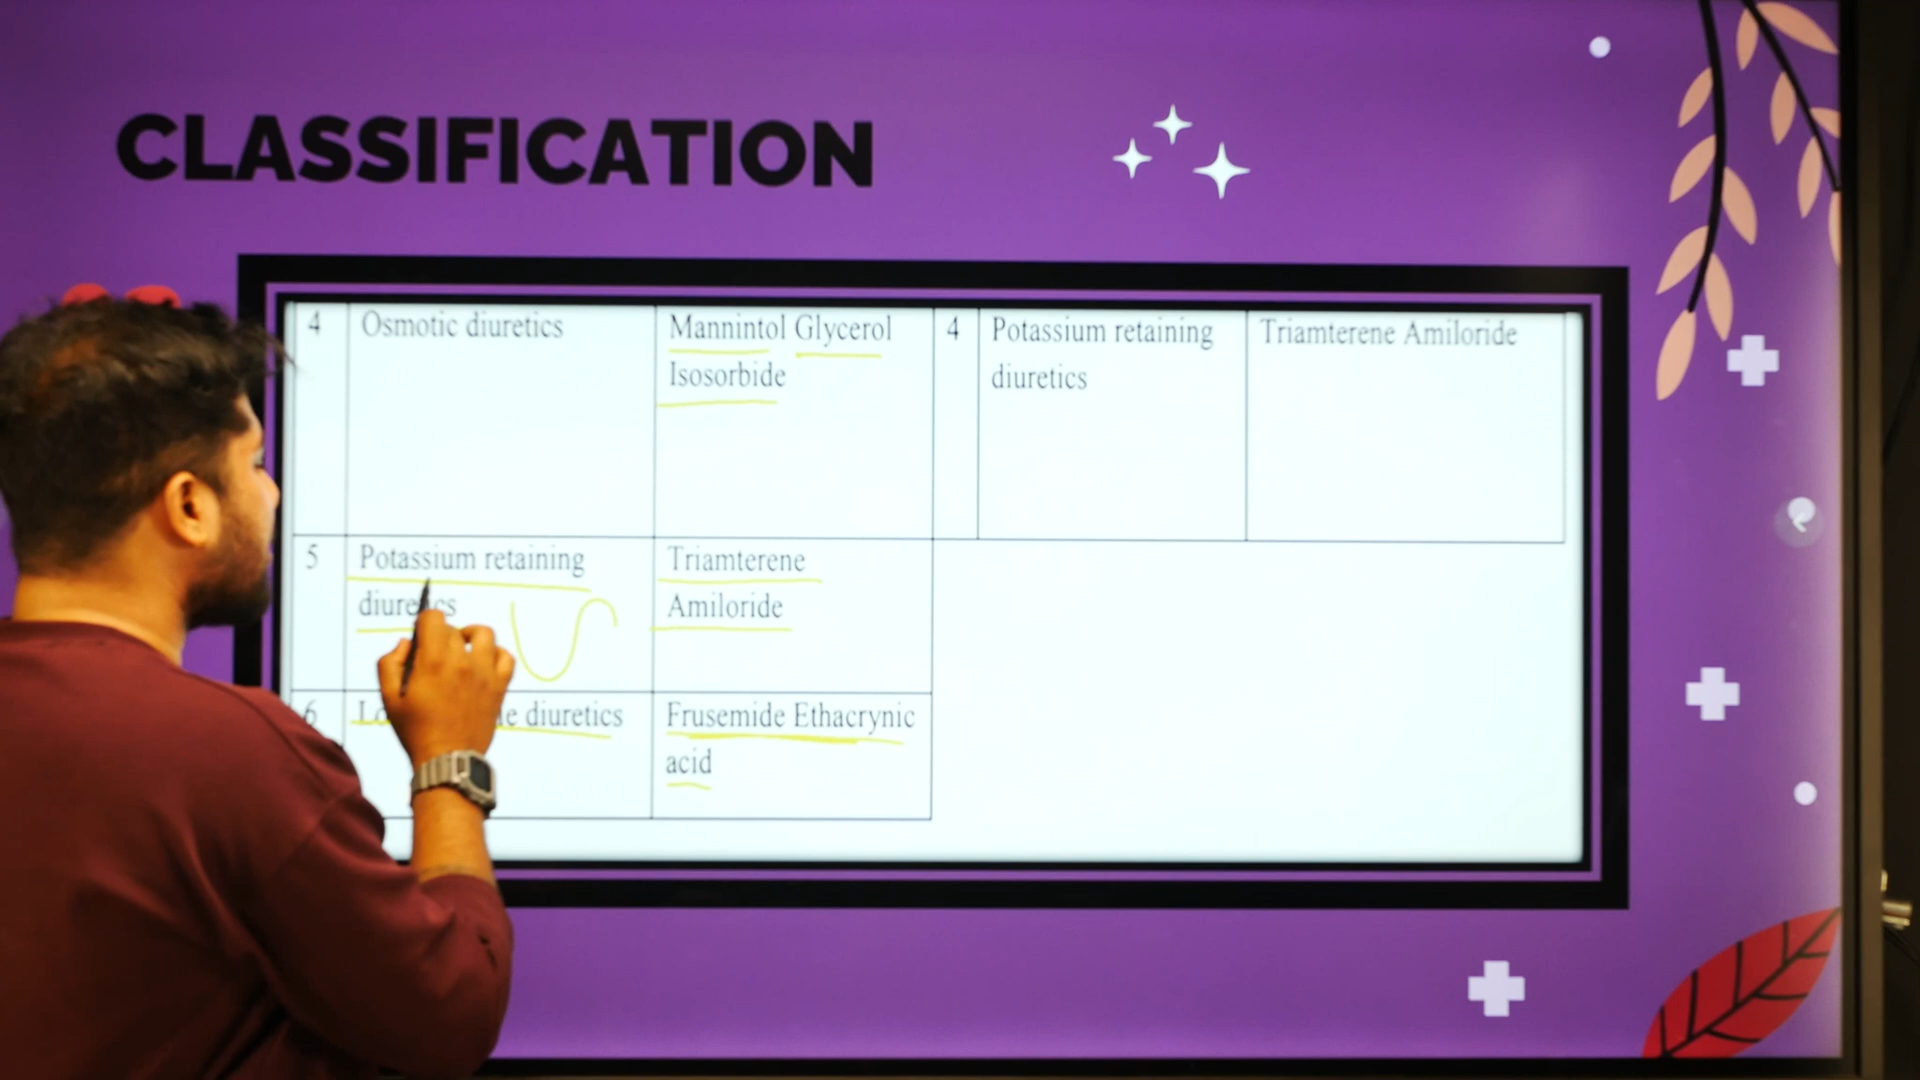 CLASSIFICATION
4 Osmotic diuretics Mannintol Glycerol 4 Potassium retaining Triamterene Amiloride
Isosorbide diuretics
5 Potassium retaining Triamterene
diuretics Amiloride
6 diuretics Frusemide Ethacrynic
acid